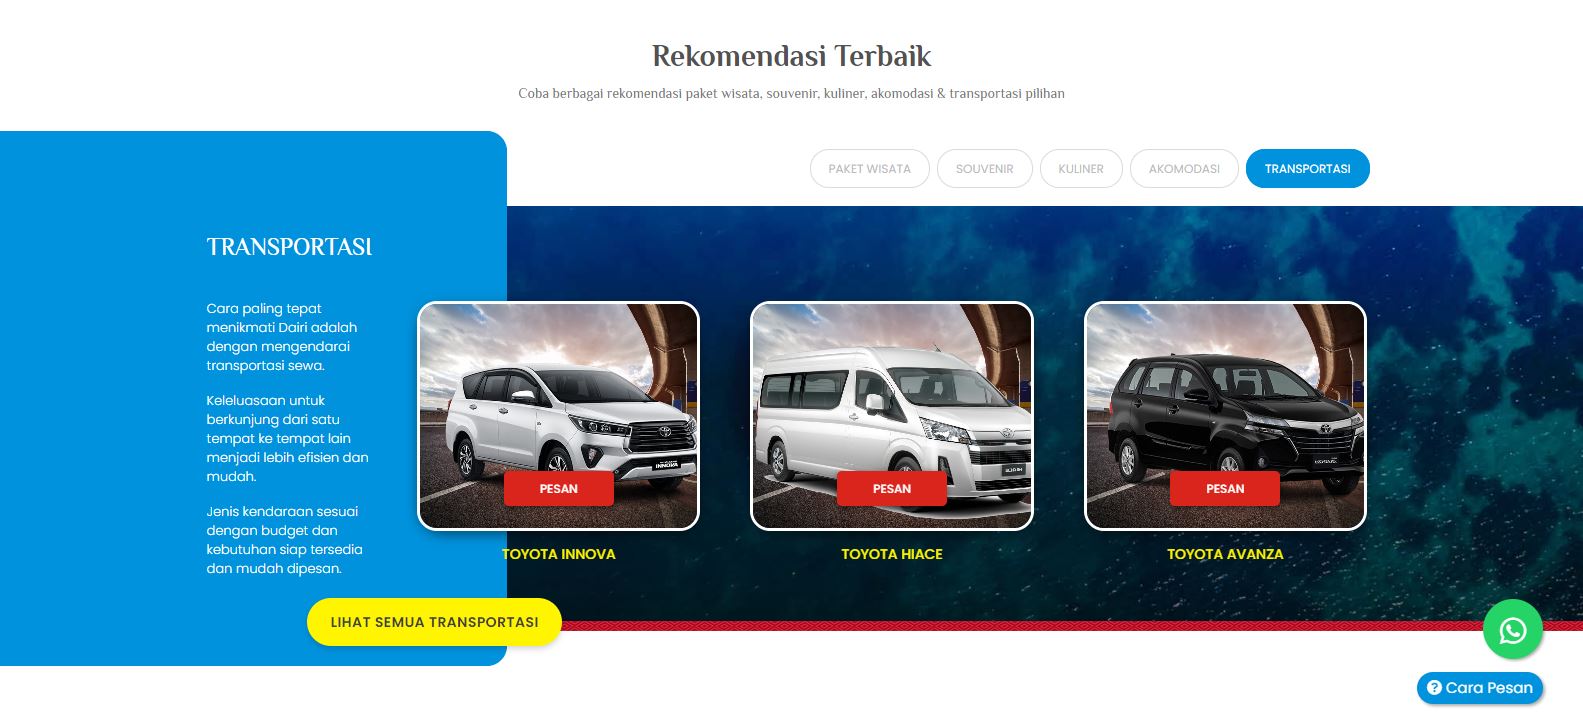 Rekomendasi Terbaik
Coba berbagai rekomendasi paket wisata, souvenir, kuliner, akomodasi & transportasi pilihan
PAKET WISATA
SOUVENIR
KULINER
AKOMODASI
TRANSPORTASI
TRANSPORTASI
Cara paling tepat
menikmati Dairi adalah
dengan mengendarai
transportasi sewa.
Keleluasaan untuk
berkunjung dari satu
tempat ke tempat lain
menjadi lebih efisien dan
mudah.
Jenis kendaraan sesuai
dengan budget dan
kebutuhan siap tersedia
dan mudah dipesan.
LIHAT SEMUA TRANSPORTASI
INNOVA
PESAN
TOYOTA INNOVA
PESAN
TOYOTA HIACE
PESAN
TOYOTA AVANZA
Cara Pesan